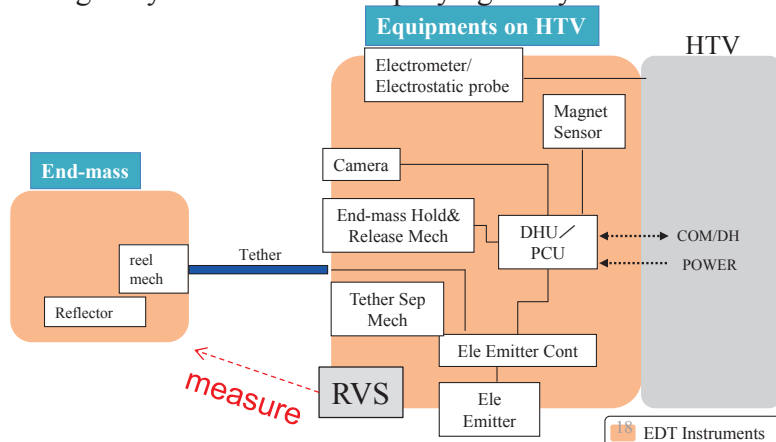 Equipments on HTV
HTV
Electrometer/
Electrostatic probe
Magnet
Sensor
Camera
End-mass
End-mass Hold&
Release Mech
DHU／
PCU
COM/DH
POWER
Tether
reel
mech
Reflector
Tether Sep
Mech
Ele Emitter Cont
measure
RVS
Ele
Emitter
18
EDT Instruments